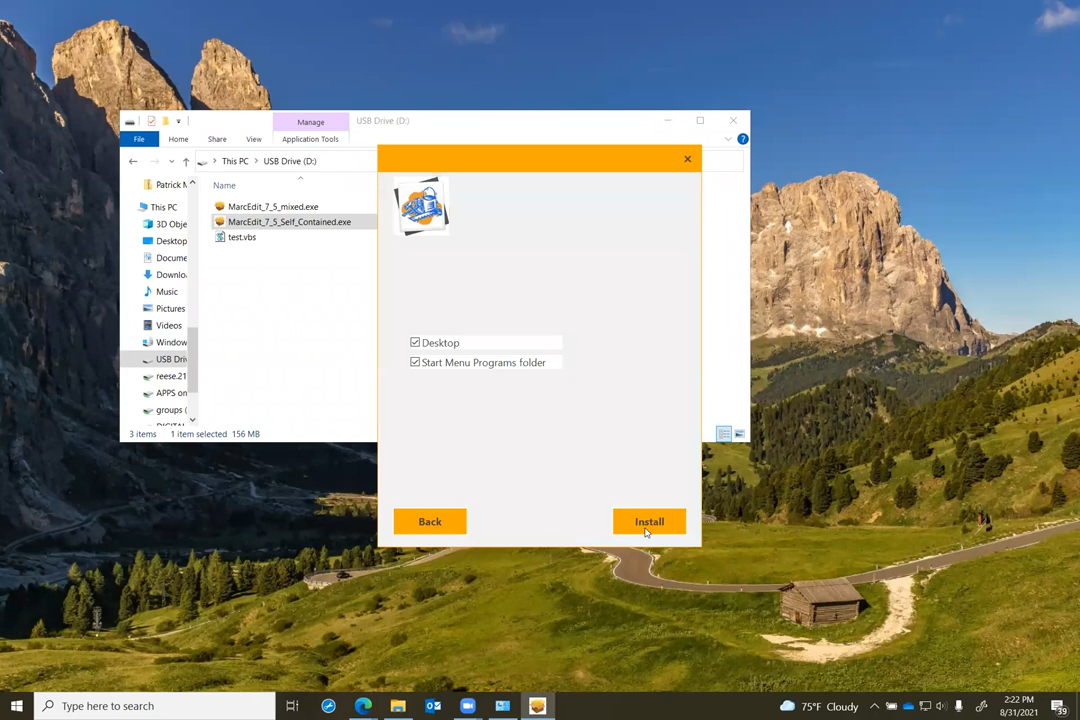 Manage
USB Drive (D:)
File
Home
Share
View
Application Tools
This PC
USB Drive (D:)
Name
Patrick M
MarcEdit_7_5_mixed.exe
This PC
MarcEdit_7_5_Self_Contained.exe
3D Obje
test.vbs
Desktop
Docume
Downloa
Music
Pictures
Videos
Window
USB Driv
reese.21
APPS on
groups (
3 items
1 item selected
156 MB
Desktop
Start Menu Programs folder
Back
Install
Type here to search
75°F Cloudy
2:22 PM
8/31/2021
39